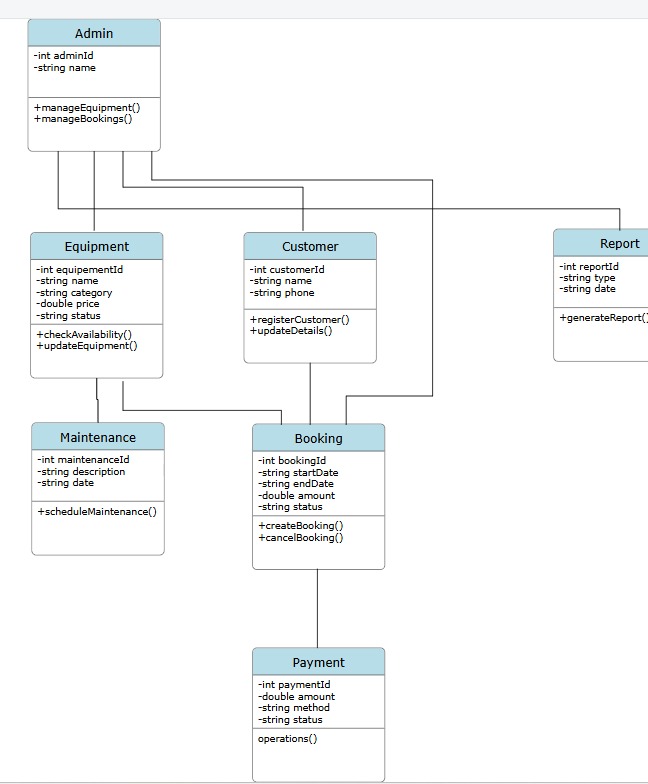 Admin
-int adminId
-string name
+manageEquipment()
+manageBookings()
Equipment
-int equipementId
-string name
-string category
-double price
-string status
+checkAvailability()
+updateEquipment()
Customer
-int customerId
-string name
-string phone
+registerCustomer()
+updateDetails()
Report
-int reportId
-string type
-string date
+generateReport()
Maintenance
-int maintenanceId
-string description
-string date
+scheduleMaintenance()
Booking
-int bookingId
-string startDate
-string endDate
-double amount
-string status
+createBooking()
+cancelBooking()
Payment
-int paymentId
-double amount
-string method
-string status
operations()